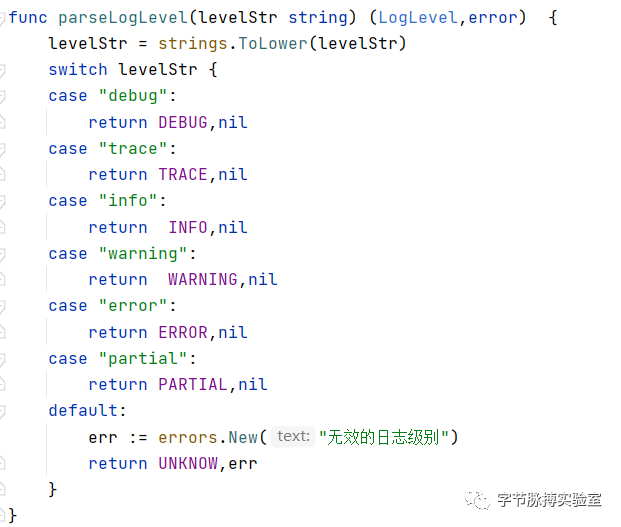 func parseLogLevel(levelStr string) (LogLevel,error)  {
    levelStr = strings.ToLower(levelStr)
    switch levelStr {
    case "debug":
        return DEBUG,nil
    case "trace":
        return TRACE,nil
    case "info":
        return  INFO,nil
    case "warning":
        return  WARNING,nil
    case "error":
        return ERROR,nil
    case "partial":
        return PARTIAL,nil
    default:
        err := errors.New( text: "无效的日志级别")
        return UNKNOW,err
    }
}
字节脉搏实验室